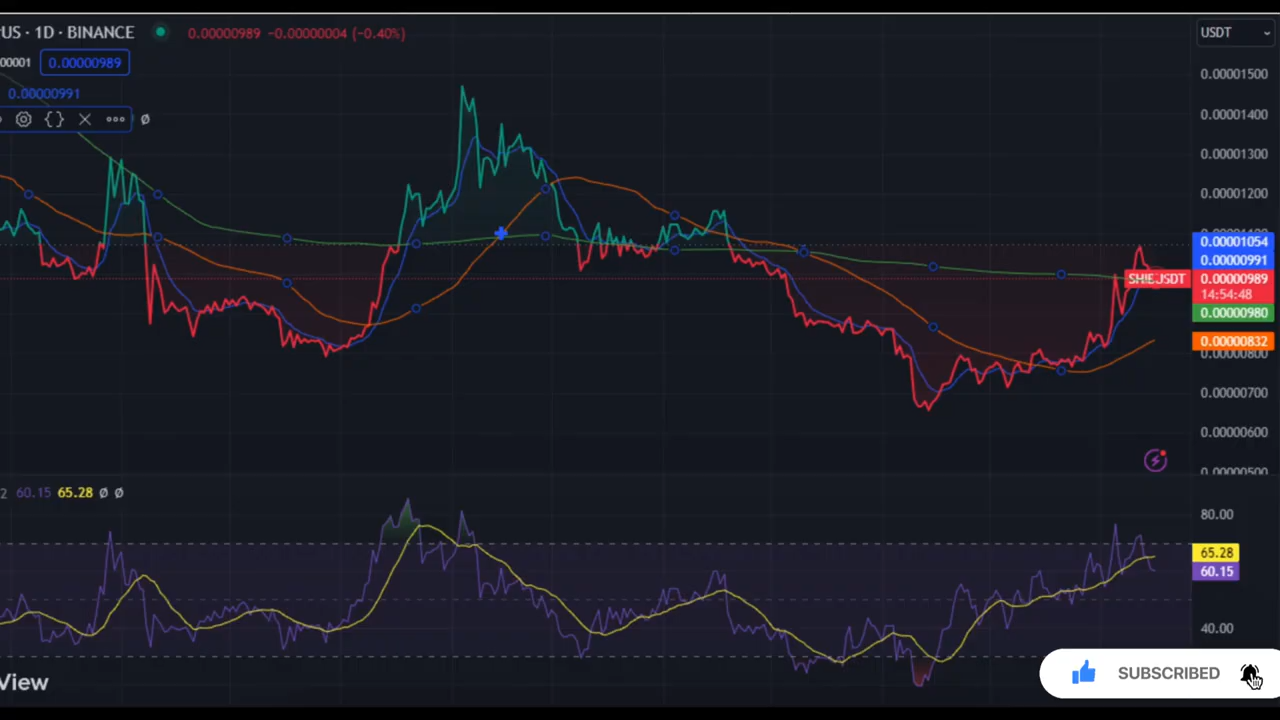 US · 1D · BINANCE 0.00000989 -0.00000004 (-0.40%)
USDT
00001 0.00000989
0.00001500
0.00000991
0.00001400
Ø
0.00001300
0.00001200
0.00001054
0.00000991
SHIBUSDT 0.00000989
14:54:48
0.00000980
0.00000832
0.00000800
0.00000700
0.00000600
0.00000500
2 60.15 65.28 Ø Ø
80.00
65.28
60.15
40.00
SUBSCRIBED
View